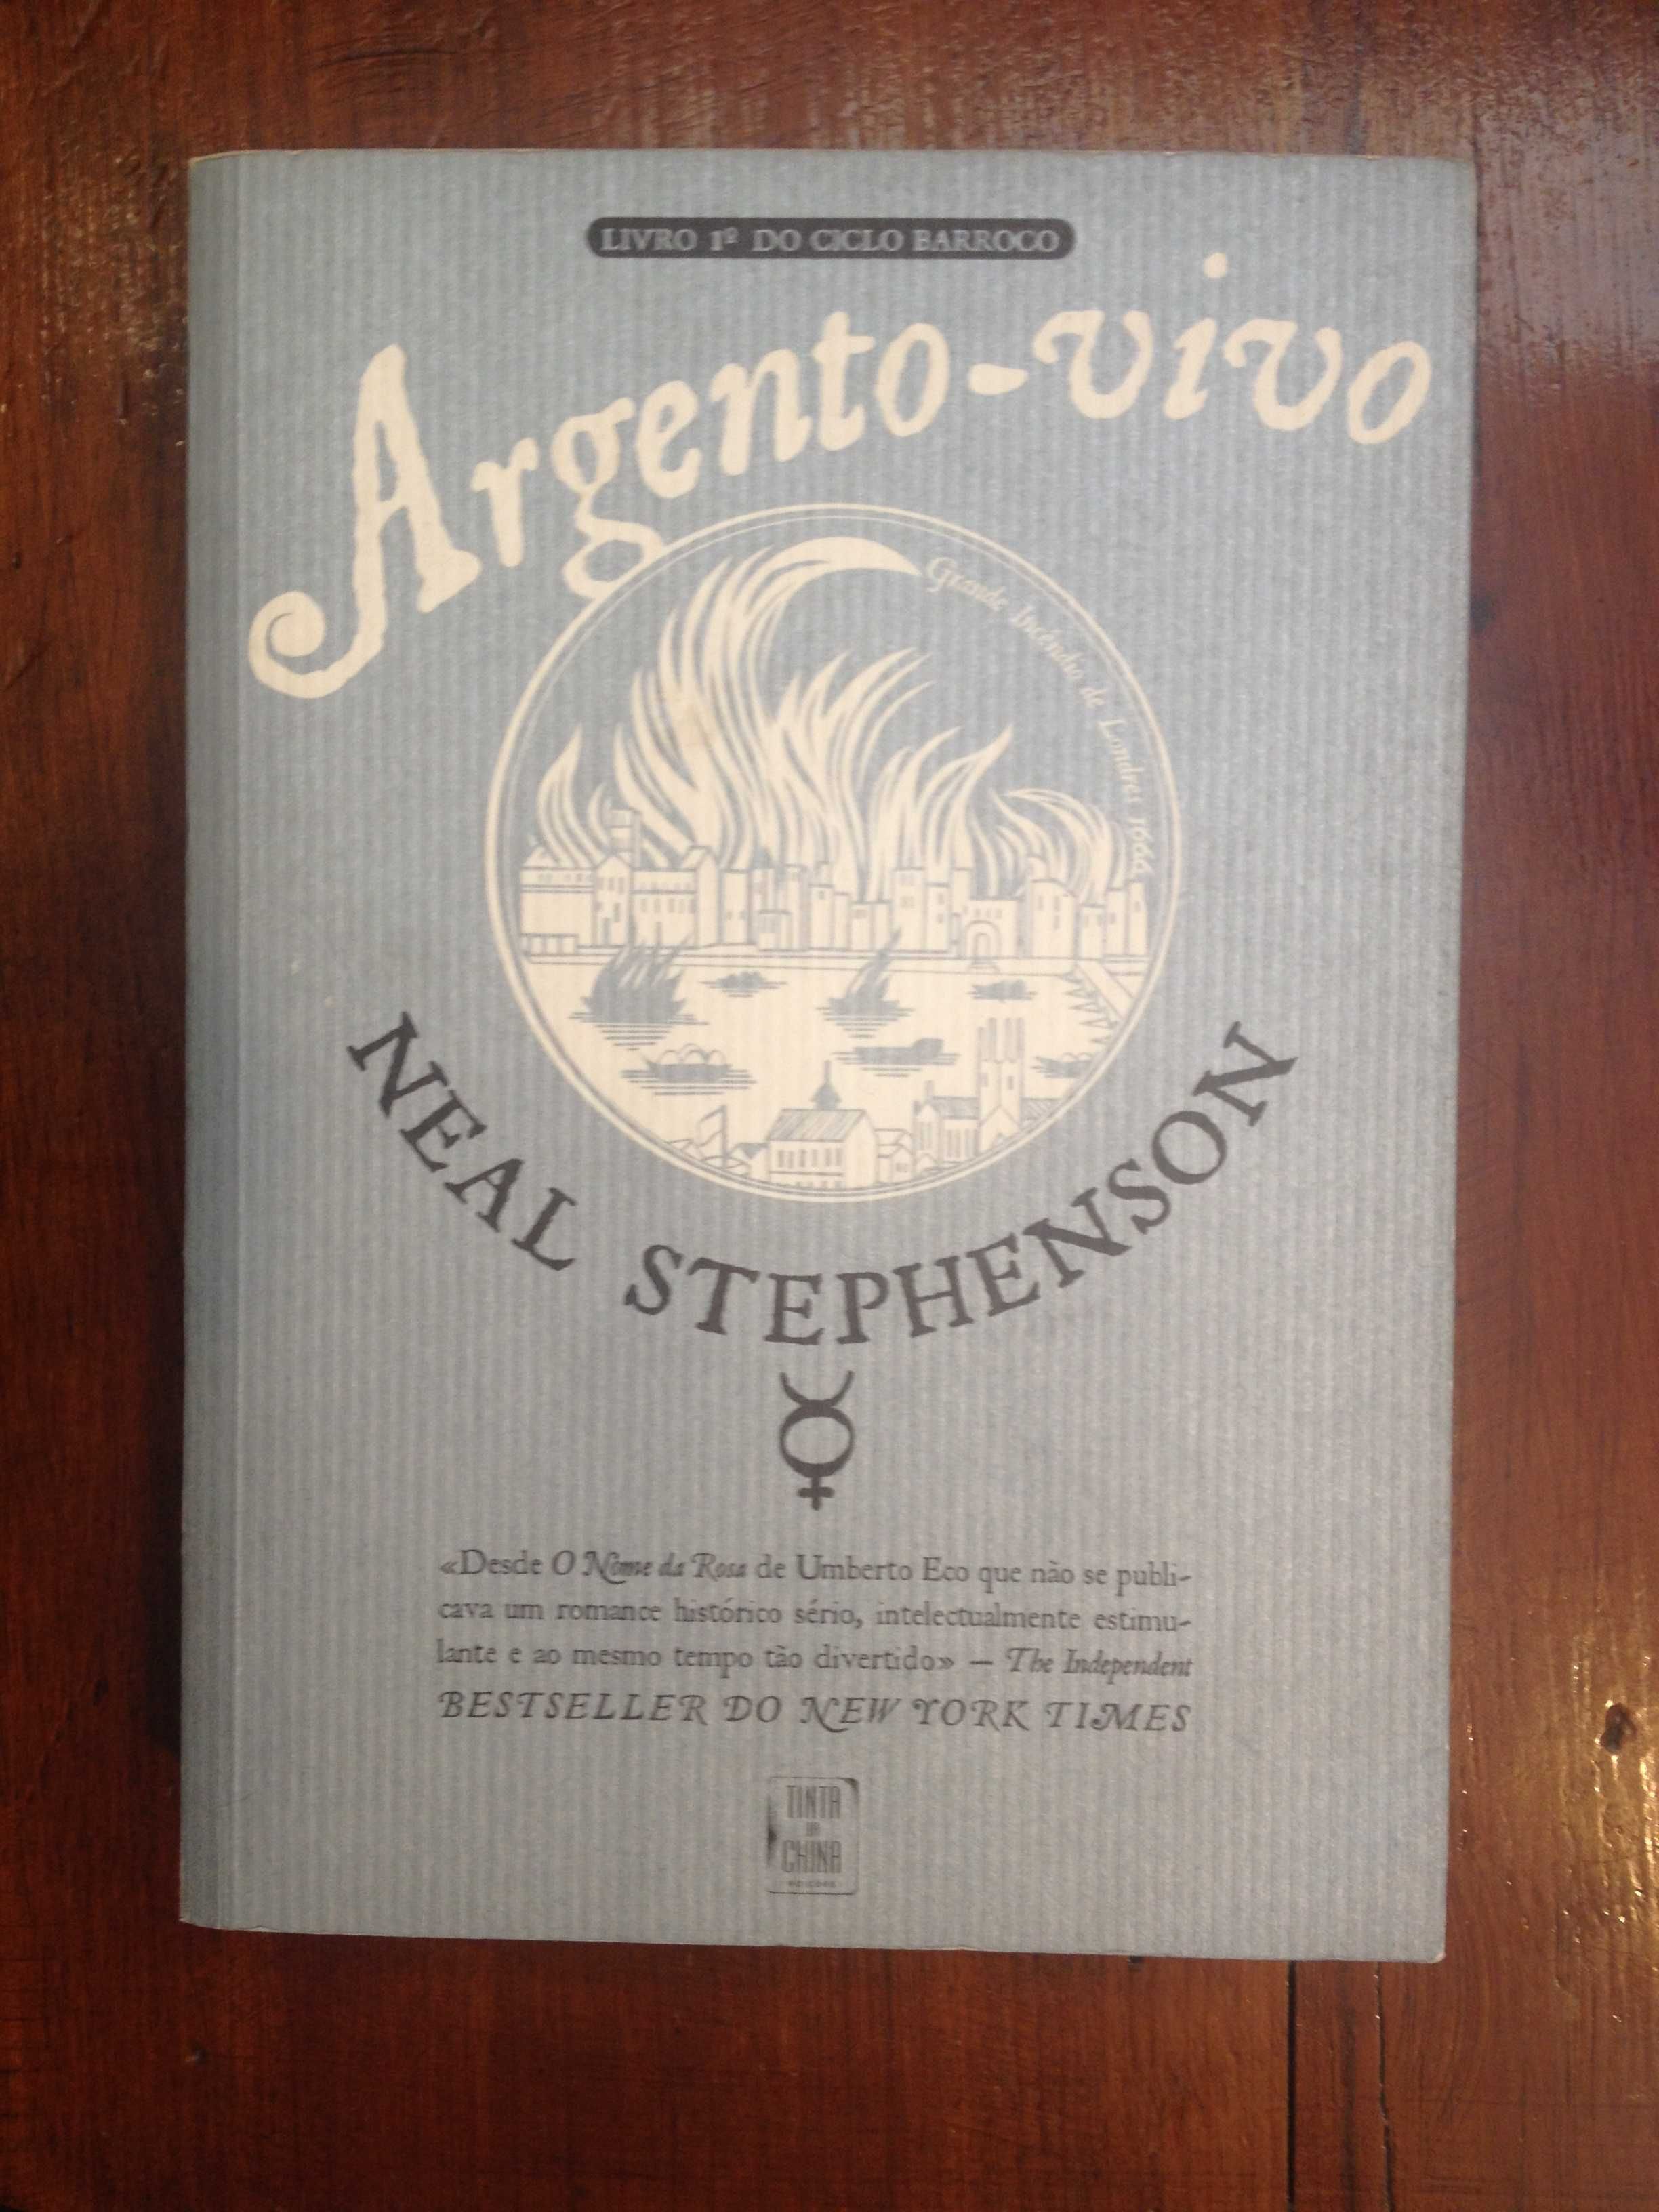 LIVRO 1º DO CICLO BARROCO
Argento-vivo
Grande Incêndio de Londres 1666
NEAL STEPHENSON
«Desde O Nome da Rosa de Umberto Eco que não se publi-
cava um romance histórico sério, intelectualmente estimu-
lante e ao mesmo tempo tão divertido» — The Independent
BESTSELLER DO NEW YORK TIMES
TINTA
DA
CHINA